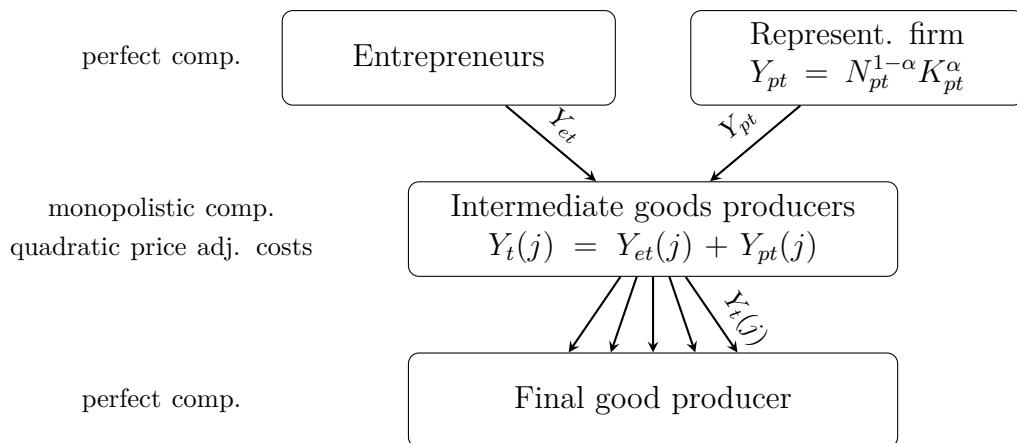 perfect comp.
Entrepreneurs
Represent. firm
Y_{pt} = N_{pt}^{1-α} K_{pt}^{α}
Y_{et}
Y_{pt}
monopolistic comp.
quadratic price adj. costs
Intermediate goods producers
Y_t(j) = Y_{et}(j) + Y_{pt}(j)
Y_t(j)
perfect comp.
Final good producer